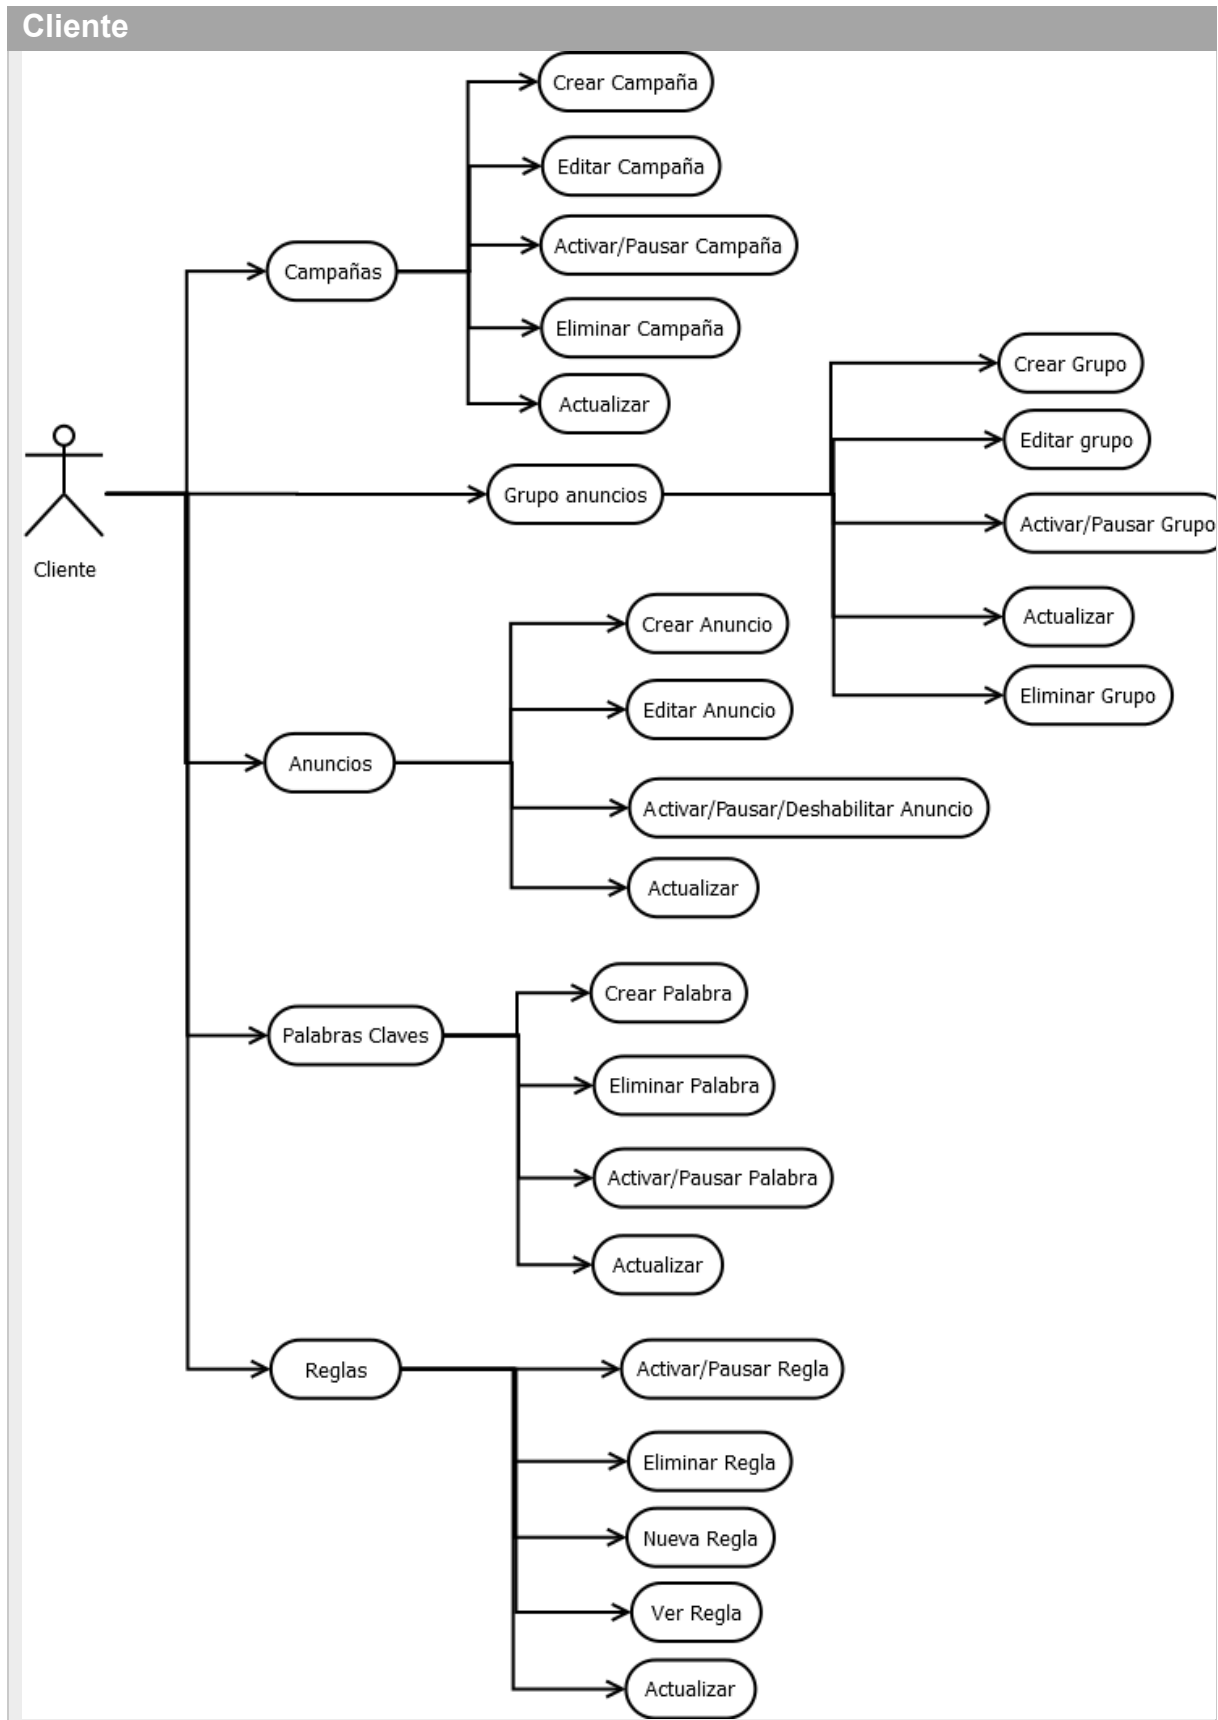 Cliente
Crear Campaña
Editar Campaña
Activar/Pausar Campaña
Campañas
Eliminar Campaña
Actualizar
Crear Grupo
Editar grupo
Grupo anuncios
Activar/Pausar Grupo
Cliente
Actualizar
Crear Anuncio
Eliminar Grupo
Editar Anuncio
Anuncios
Activar/Pausar/Deshabilitar Anuncio
Actualizar
Crear Palabra
Palabras Claves
Eliminar Palabra
Activar/Pausar Palabra
Actualizar
Reglas
Activar/Pausar Regla
Eliminar Regla
Nueva Regla
Ver Regla
Actualizar